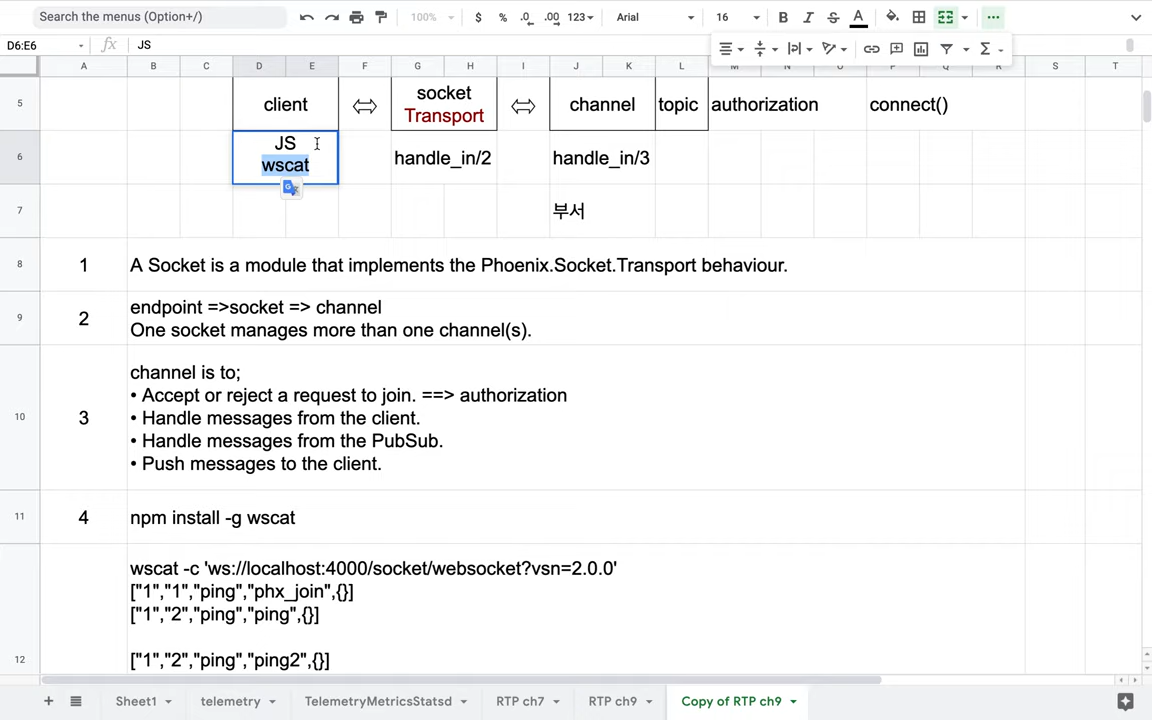 Search the menus (Option+/)
100%
$ % .0 .00 123
Arial
16
B I S A
D6:E6
fx JS
A B C D E F G H I J K L M N O P Q R S T
5
client
socket
Transport
channel
topic
authorization
connect()
6
JS
wscat
handle_in/2
handle_in/3
7
부서
8
1
A Socket is a module that implements the Phoenix.Socket.Transport behaviour.
9
2
endpoint =>socket => channel
One socket manages more than one channel(s).
10
3
channel is to;
• Accept or reject a request to join. ==> authorization
• Handle messages from the client.
• Handle messages from the PubSub.
• Push messages to the client.
11
4
npm install -g wscat
12
wscat -c 'ws://localhost:4000/socket/websocket?vsn=2.0.0'
["1","1","ping","phx_join",{}]
["1","2","ping","ping",{}]
["1","2","ping","ping2",{}]
Sheet1
telemetry
TelemetryMetricsStatsd
RTP ch7
RTP ch9
Copy of RTP ch9